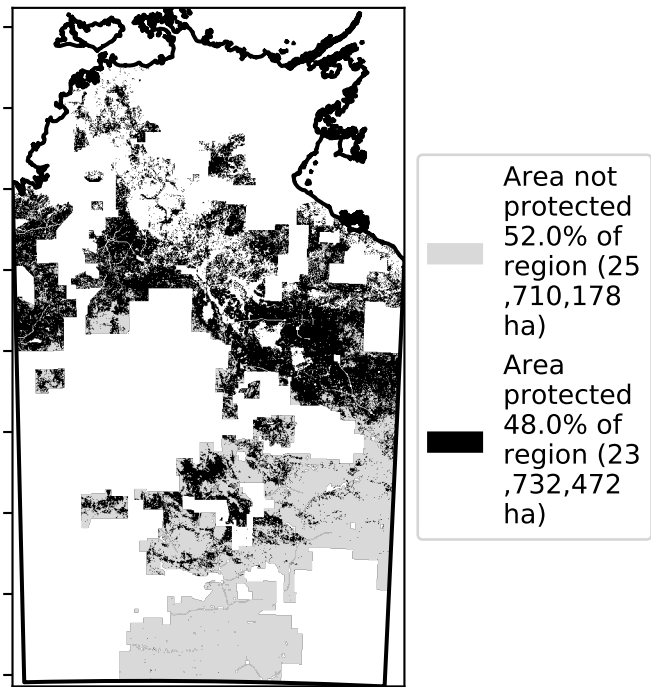 Area not
protected
52.0% of
region (25
,710,178
ha)
Area
protected
48.0% of
region (23
,732,472
ha)